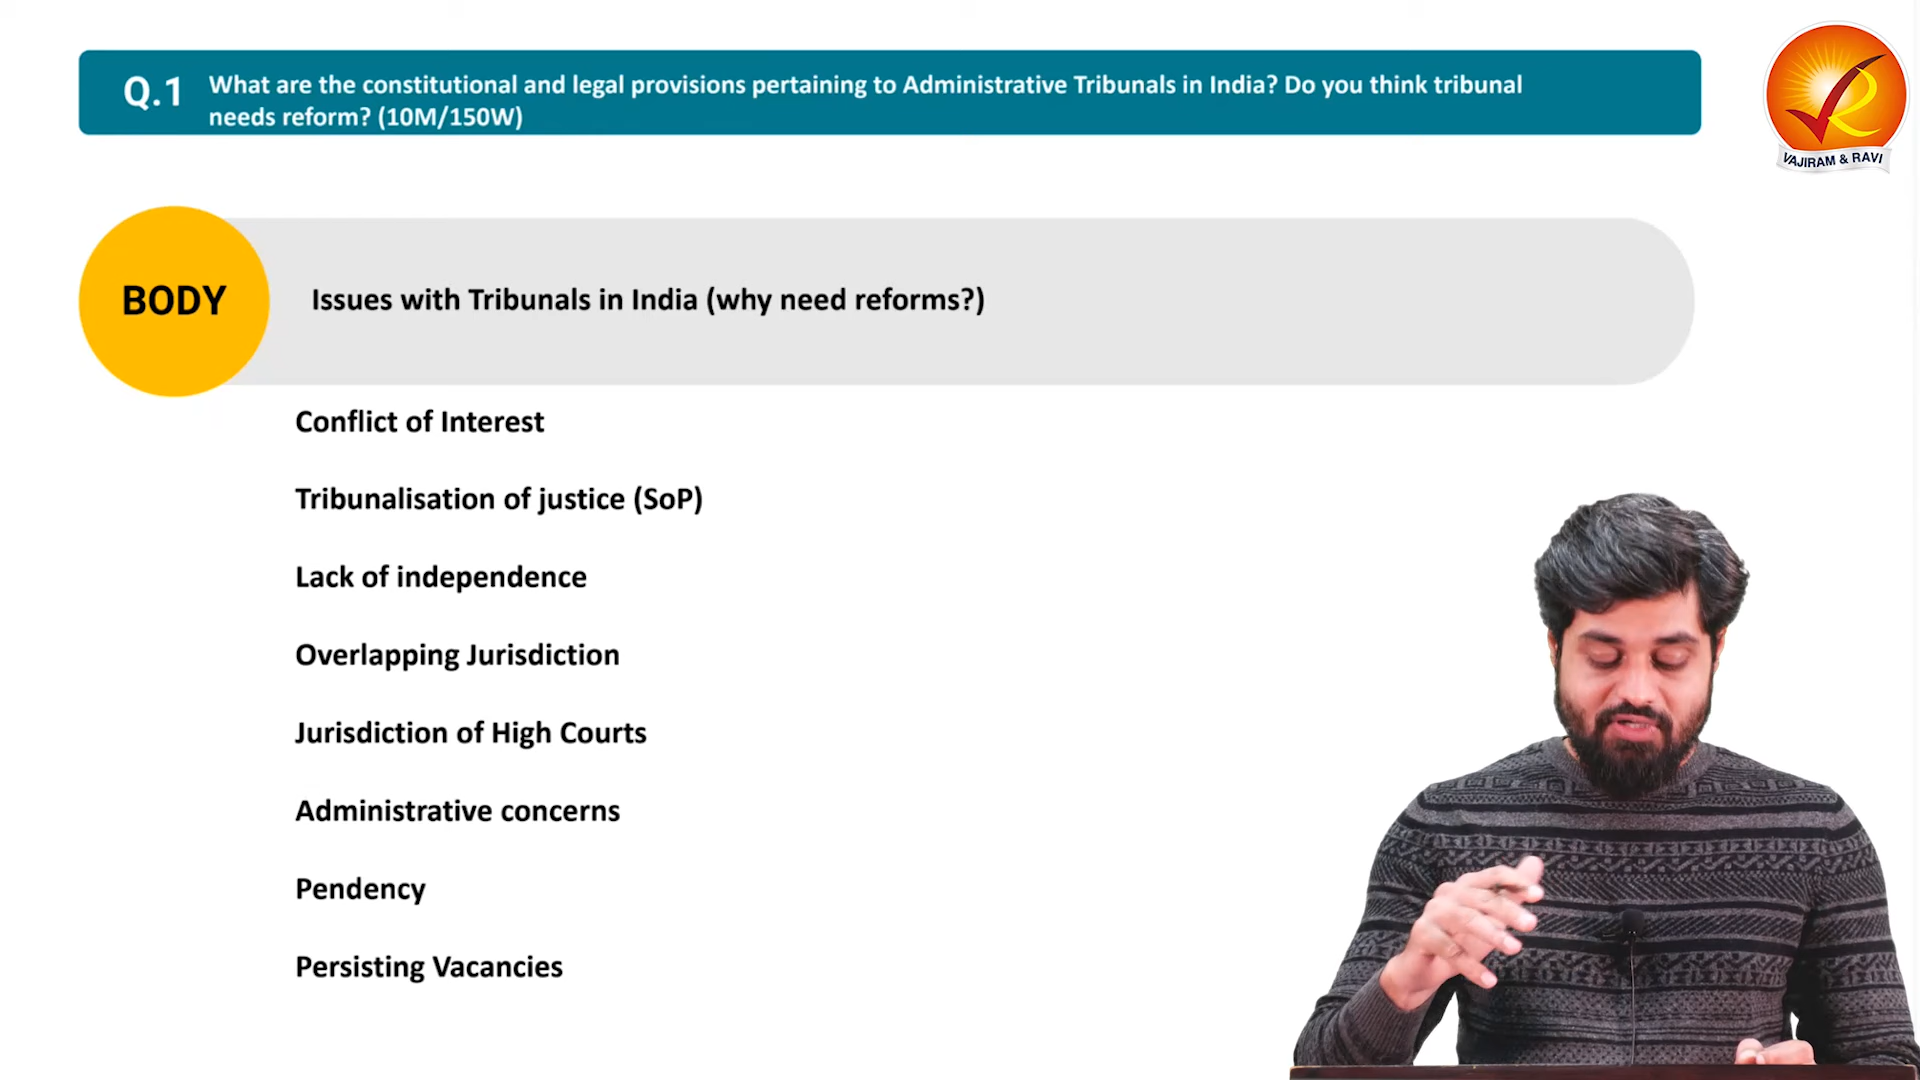 Q.1 What are the constitutional and legal provisions pertaining to Administrative Tribunals in India? Do you think tribunal
needs reform? (10M/150W)
VAJIRAM & RAVI
BODY
Issues with Tribunals in India (why need reforms?)
Conflict of Interest
Tribunalisation of justice (SoP)
Lack of independence
Overlapping Jurisdiction
Jurisdiction of High Courts
Administrative concerns
Pendency
Persisting Vacancies